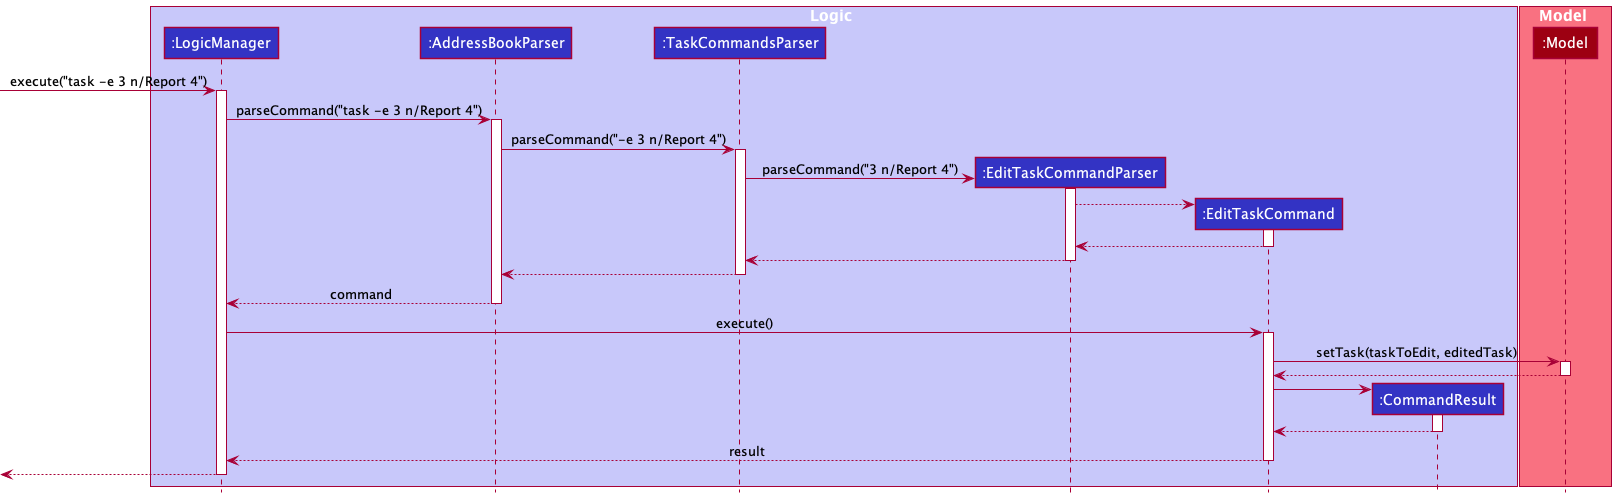 Logic
Model
:LogicManager
:AddressBookParser
:TaskCommandsParser
:Model
execute("task -e 3 n/Report 4")
parseCommand("task -e 3 n/Report 4")
parseCommand("-e 3 n/Report 4")
parseCommand("3 n/Report 4")
:EditTaskCommandParser
:EditTaskCommand
command
execute()
setTask(taskToEdit, editedTask)
:CommandResult
result